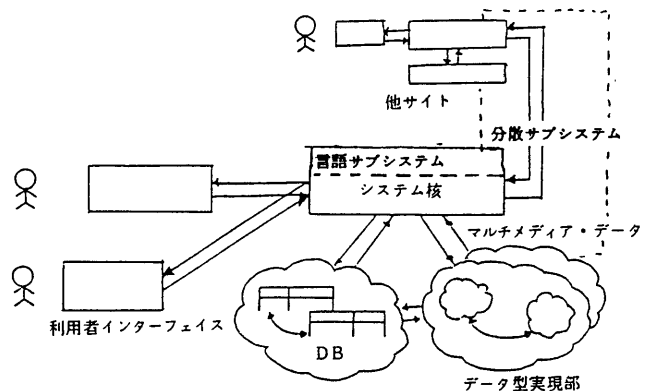 他サイト
分散サブシステム
言語サブシステム
システム核
マルチメディア・データ
利用者インターフェイス
DB
データ型実現部